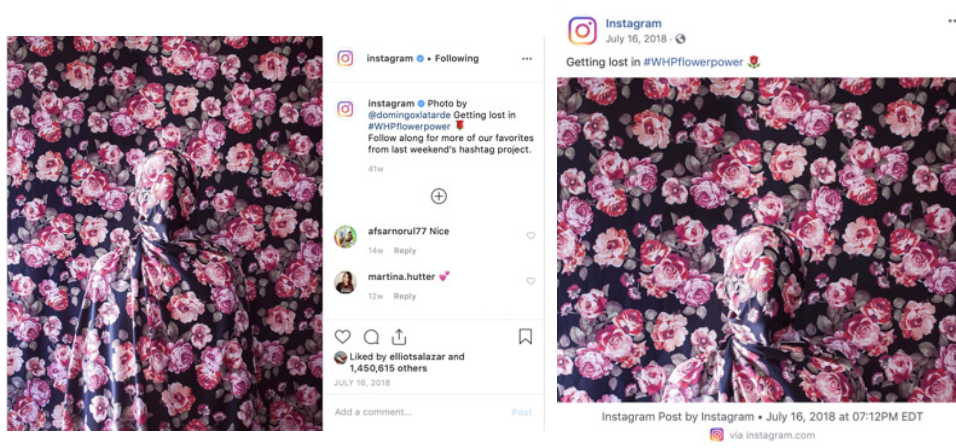 instagram • Following
instagram Photo by
@domingoxlatarde Getting lost in
#WHPflowerpower 🌹
Follow along for more of our favorites
from last weekend's hashtag project.
41w
afsarnorul77 Nice
14w Reply
martina.hutter 💕
12w Reply
Liked by elliotsalazar and
1,450,615 others
JULY 16, 2018
Add a comment...
Post
Instagram
July 16, 2018 ·
Getting lost in #WHPflowerpower 🌹
Instagram Post by Instagram • July 16, 2018 at 07:12PM EDT
via instagram.com